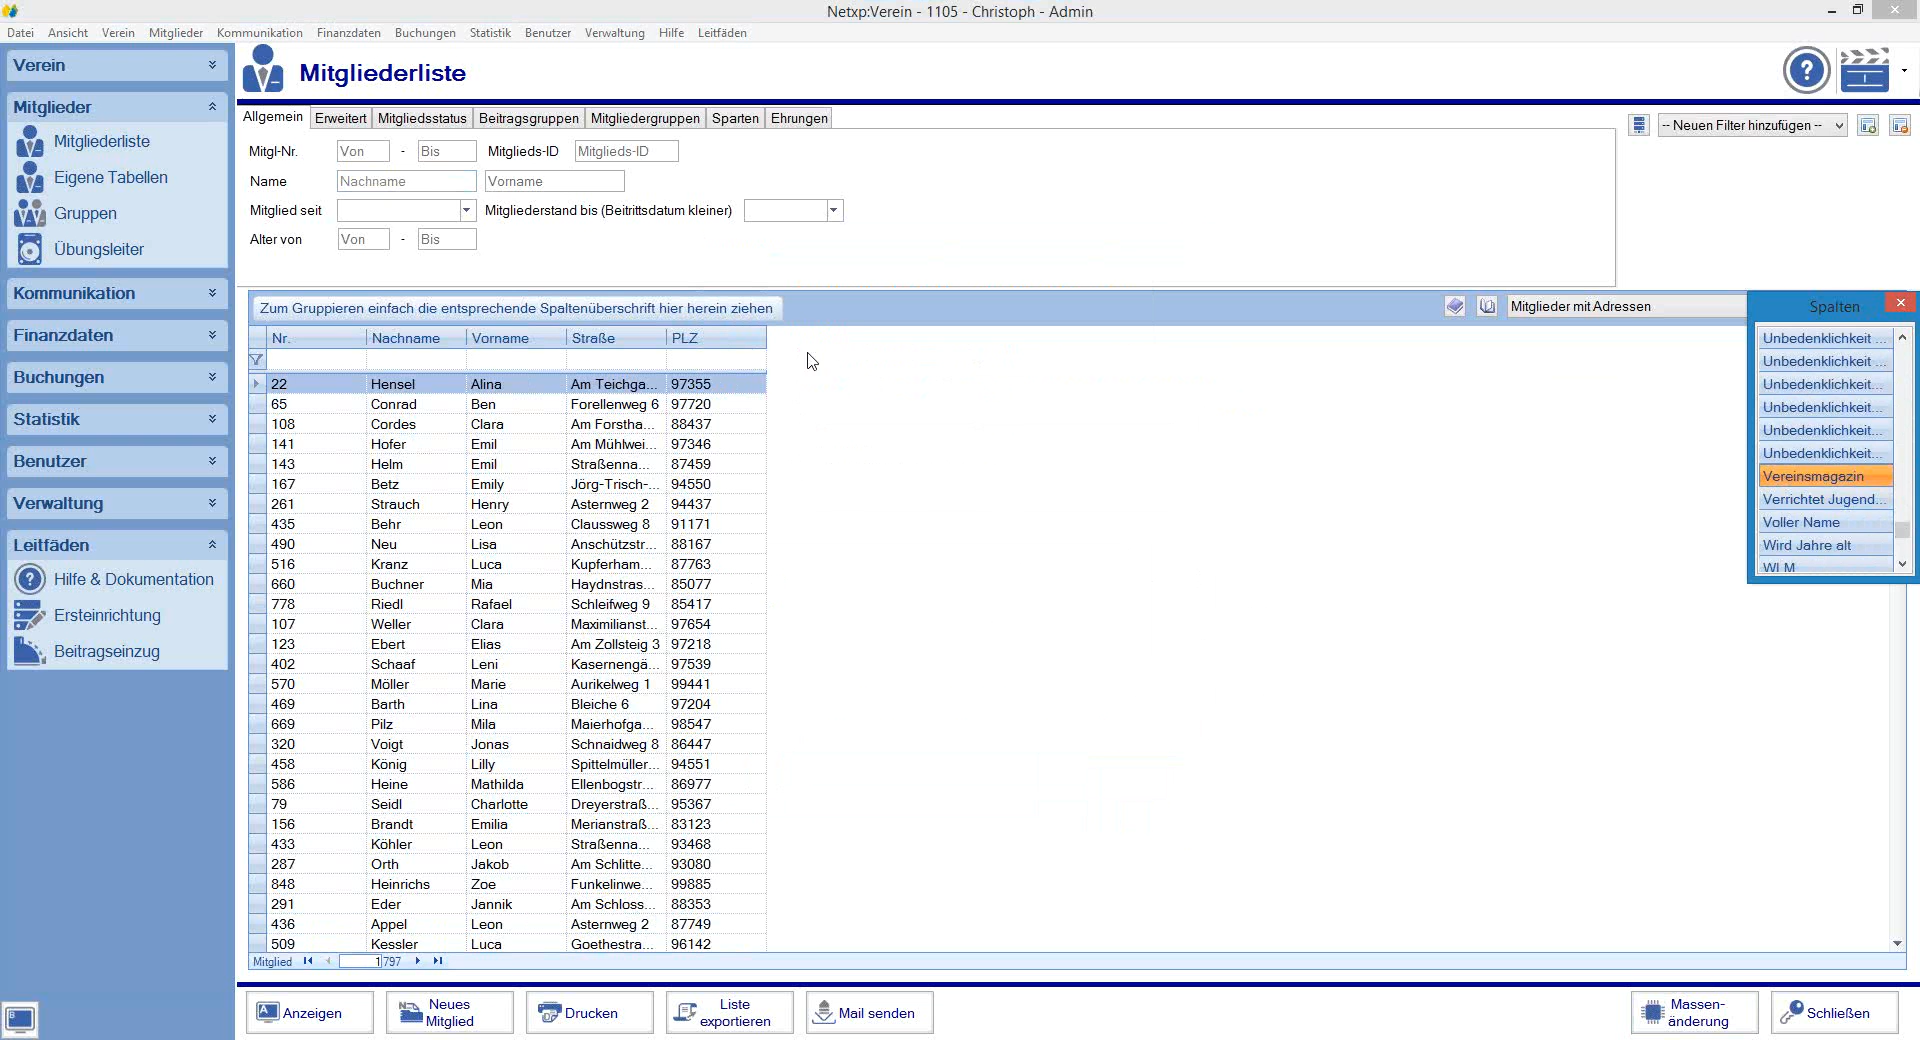 Netxp:Verein - 1105 - Christoph - Admin
Datei Ansicht Verein Mitglieder Kommunikation Finanzdaten Buchungen Statistik Benutzer Verwaltung Hilfe Leitfäden
Verein
Mitglieder
Mitgliederliste
Eigene Tabellen
Gruppen
Übungsleiter
Kommunikation
Finanzdaten
Buchungen
Statistik
Benutzer
Verwaltung
Leitfäden
Hilfe & Dokumentation
Ersteinrichtung
Beitragseinzug
Mitgliederliste
Allgemein Erweitert Mitgliedsstatus Beitragsgruppen Mitgliedergruppen Sparten Ehrungen
-- Neuen Filter hinzufügen --
Mitgl-Nr. Von - Bis Mitglieds-ID Mitglieds-ID
Name Nachname Vorname
Mitglied seit Mitgliederstand bis (Beitrittsdatum kleiner)
Alter von Von - Bis
Zum Gruppieren einfach die entsprechende Spaltenüberschrift hier herein ziehen
Mitglieder mit Adressen
Nr. Nachname Vorname Straße PLZ
22 Hensel Alina Am Teichga... 97355
65 Conrad Ben Forellenweg 6 97720
108 Cordes Clara Am Forstha... 88437
141 Hofer Emil Am Mühlwei... 97346
143 Helm Emil Straßenna... 87459
167 Betz Emily Jörg-Trisch-... 94550
261 Strauch Henry Asternweg 2 94437
435 Behr Leon Claussweg 8 91171
490 Neu Lisa Anschützstr... 88167
516 Kranz Luca Kupferham... 87763
660 Buchner Mia Haydnstras... 85077
778 Riedl Rafael Schleifweg 9 85417
107 Weller Clara Maximilianst... 97654
123 Ebert Elias Am Zollsteig 3 97218
402 Schaaf Leni Kasernengä... 97539
570 Möller Marie Aurikelweg 1 99441
469 Barth Lina Bleiche 6 97204
669 Pilz Mila Maierhofga... 98547
320 Voigt Jonas Schnaidweg 8 86447
458 König Lilly Spittelmüller... 94551
586 Heine Mathilda Ellenbogstr... 86977
79 Seidl Charlotte Dreyerstraß... 95367
156 Brandt Emilia Merianstraß... 83123
433 Köhler Leon Straßenna... 93468
287 Orth Jakob Am Schlitte... 93080
848 Heinrichs Zoe Funkelinwe... 99885
291 Eder Jannik Am Schloss... 88353
436 Appel Leon Asternweg 2 87749
509 Kessler Luca Goethestra... 96142
Mitglied 1 797
Spalten
Unbedenklichkeit ...
Unbedenklichkeit ...
Unbedenklichkeit...
Unbedenklichkeit...
Unbedenklichkeit...
Unbedenklichkeit...
Vereinsmagazin
Verrichtet Jugend...
Voller Name
Wird Jahre alt
WLM
Anzeigen
Neues
Mitglied
Drucken
Liste
exportieren
Mail senden
Massen-
änderung
Schließen